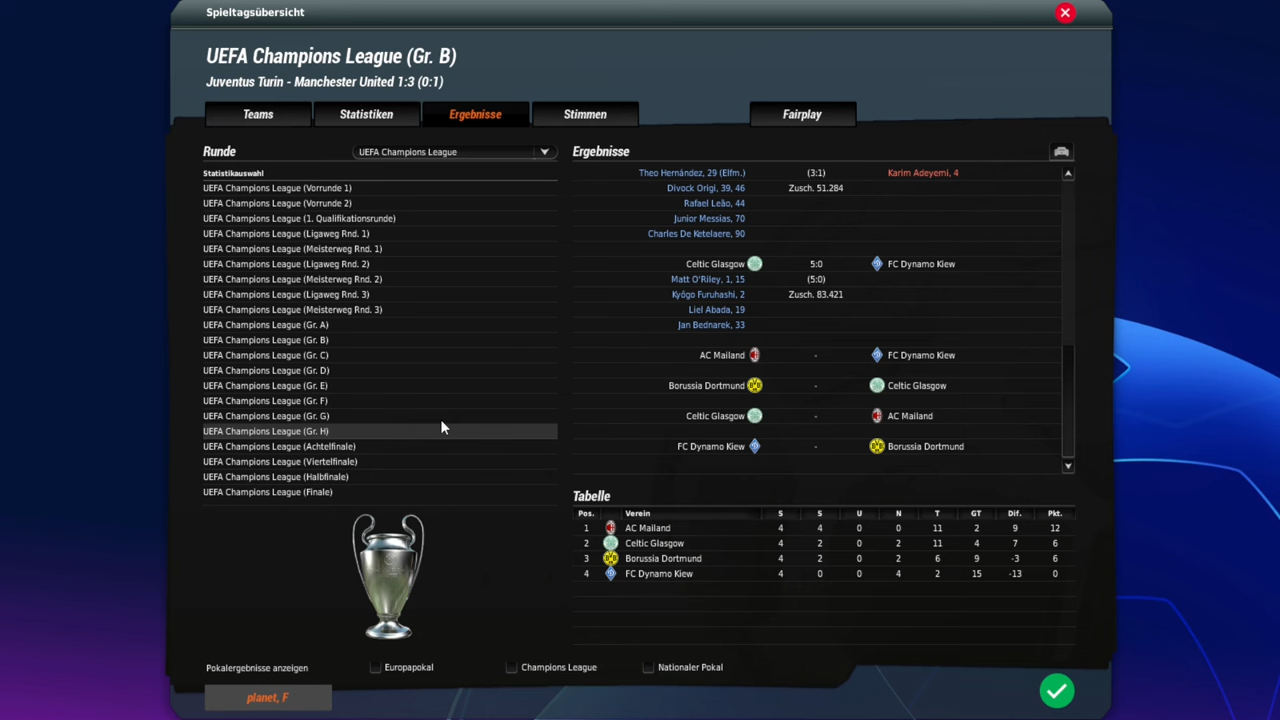 Spieltagsübersicht
UEFA Champions League (Gr. B)
Juventus Turin - Manchester United 1:3 (0:1)
Teams Statistiken Ergebnisse Stimmen Fairplay
Runde UEFA Champions League
Statistikauswahl
UEFA Champions League (Vorrunde 1)
UEFA Champions League (Vorrunde 2)
UEFA Champions League (1. Qualifikationsrunde)
UEFA Champions League (Ligaweg Rnd. 1)
UEFA Champions League (Meisterweg Rnd. 1)
UEFA Champions League (Ligaweg Rnd. 2)
UEFA Champions League (Meisterweg Rnd. 2)
UEFA Champions League (Ligaweg Rnd. 3)
UEFA Champions League (Meisterweg Rnd. 3)
UEFA Champions League (Gr. A)
UEFA Champions League (Gr. B)
UEFA Champions League (Gr. C)
UEFA Champions League (Gr. D)
UEFA Champions League (Gr. E)
UEFA Champions League (Gr. F)
UEFA Champions League (Gr. G)
UEFA Champions League (Gr. H)
UEFA Champions League (Achtelfinale)
UEFA Champions League (Viertelfinale)
UEFA Champions League (Halbfinale)
UEFA Champions League (Finale)
Ergebnisse
Theo Hernández, 29 (Elfm.) (3:1) Karim Adeyemi, 4
Divock Origi, 39, 46 Zusch. 51.284
Rafael Leão, 44
Junior Messias, 70
Charles De Ketelaere, 90
Celtic Glasgow 5:0 FC Dynamo Kiew
Matt O'Riley, 1, 15 (5:0)
Kyōgo Furuhashi, 2 Zusch. 83.421
Liel Abada, 19
Jan Bednarek, 33
AC Mailand - FC Dynamo Kiew
Borussia Dortmund - Celtic Glasgow
Celtic Glasgow - AC Mailand
FC Dynamo Kiew - Borussia Dortmund
Tabelle
Pos. Verein S S U N T GT Dif. Pkt.
1 AC Mailand 4 4 0 0 11 2 9 12
2 Celtic Glasgow 4 2 0 2 11 4 7 6
3 Borussia Dortmund 4 2 0 2 6 9 -3 6
4 FC Dynamo Kiew 4 0 0 4 2 15 -13 0
Pokalergebnisse anzeigen Europapokal Champions League Nationaler Pokal
planet, F